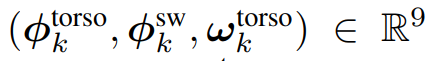 (ϕ_k^torso, ϕ_k^sw, ω_k^torso) ∈ ℝ^9